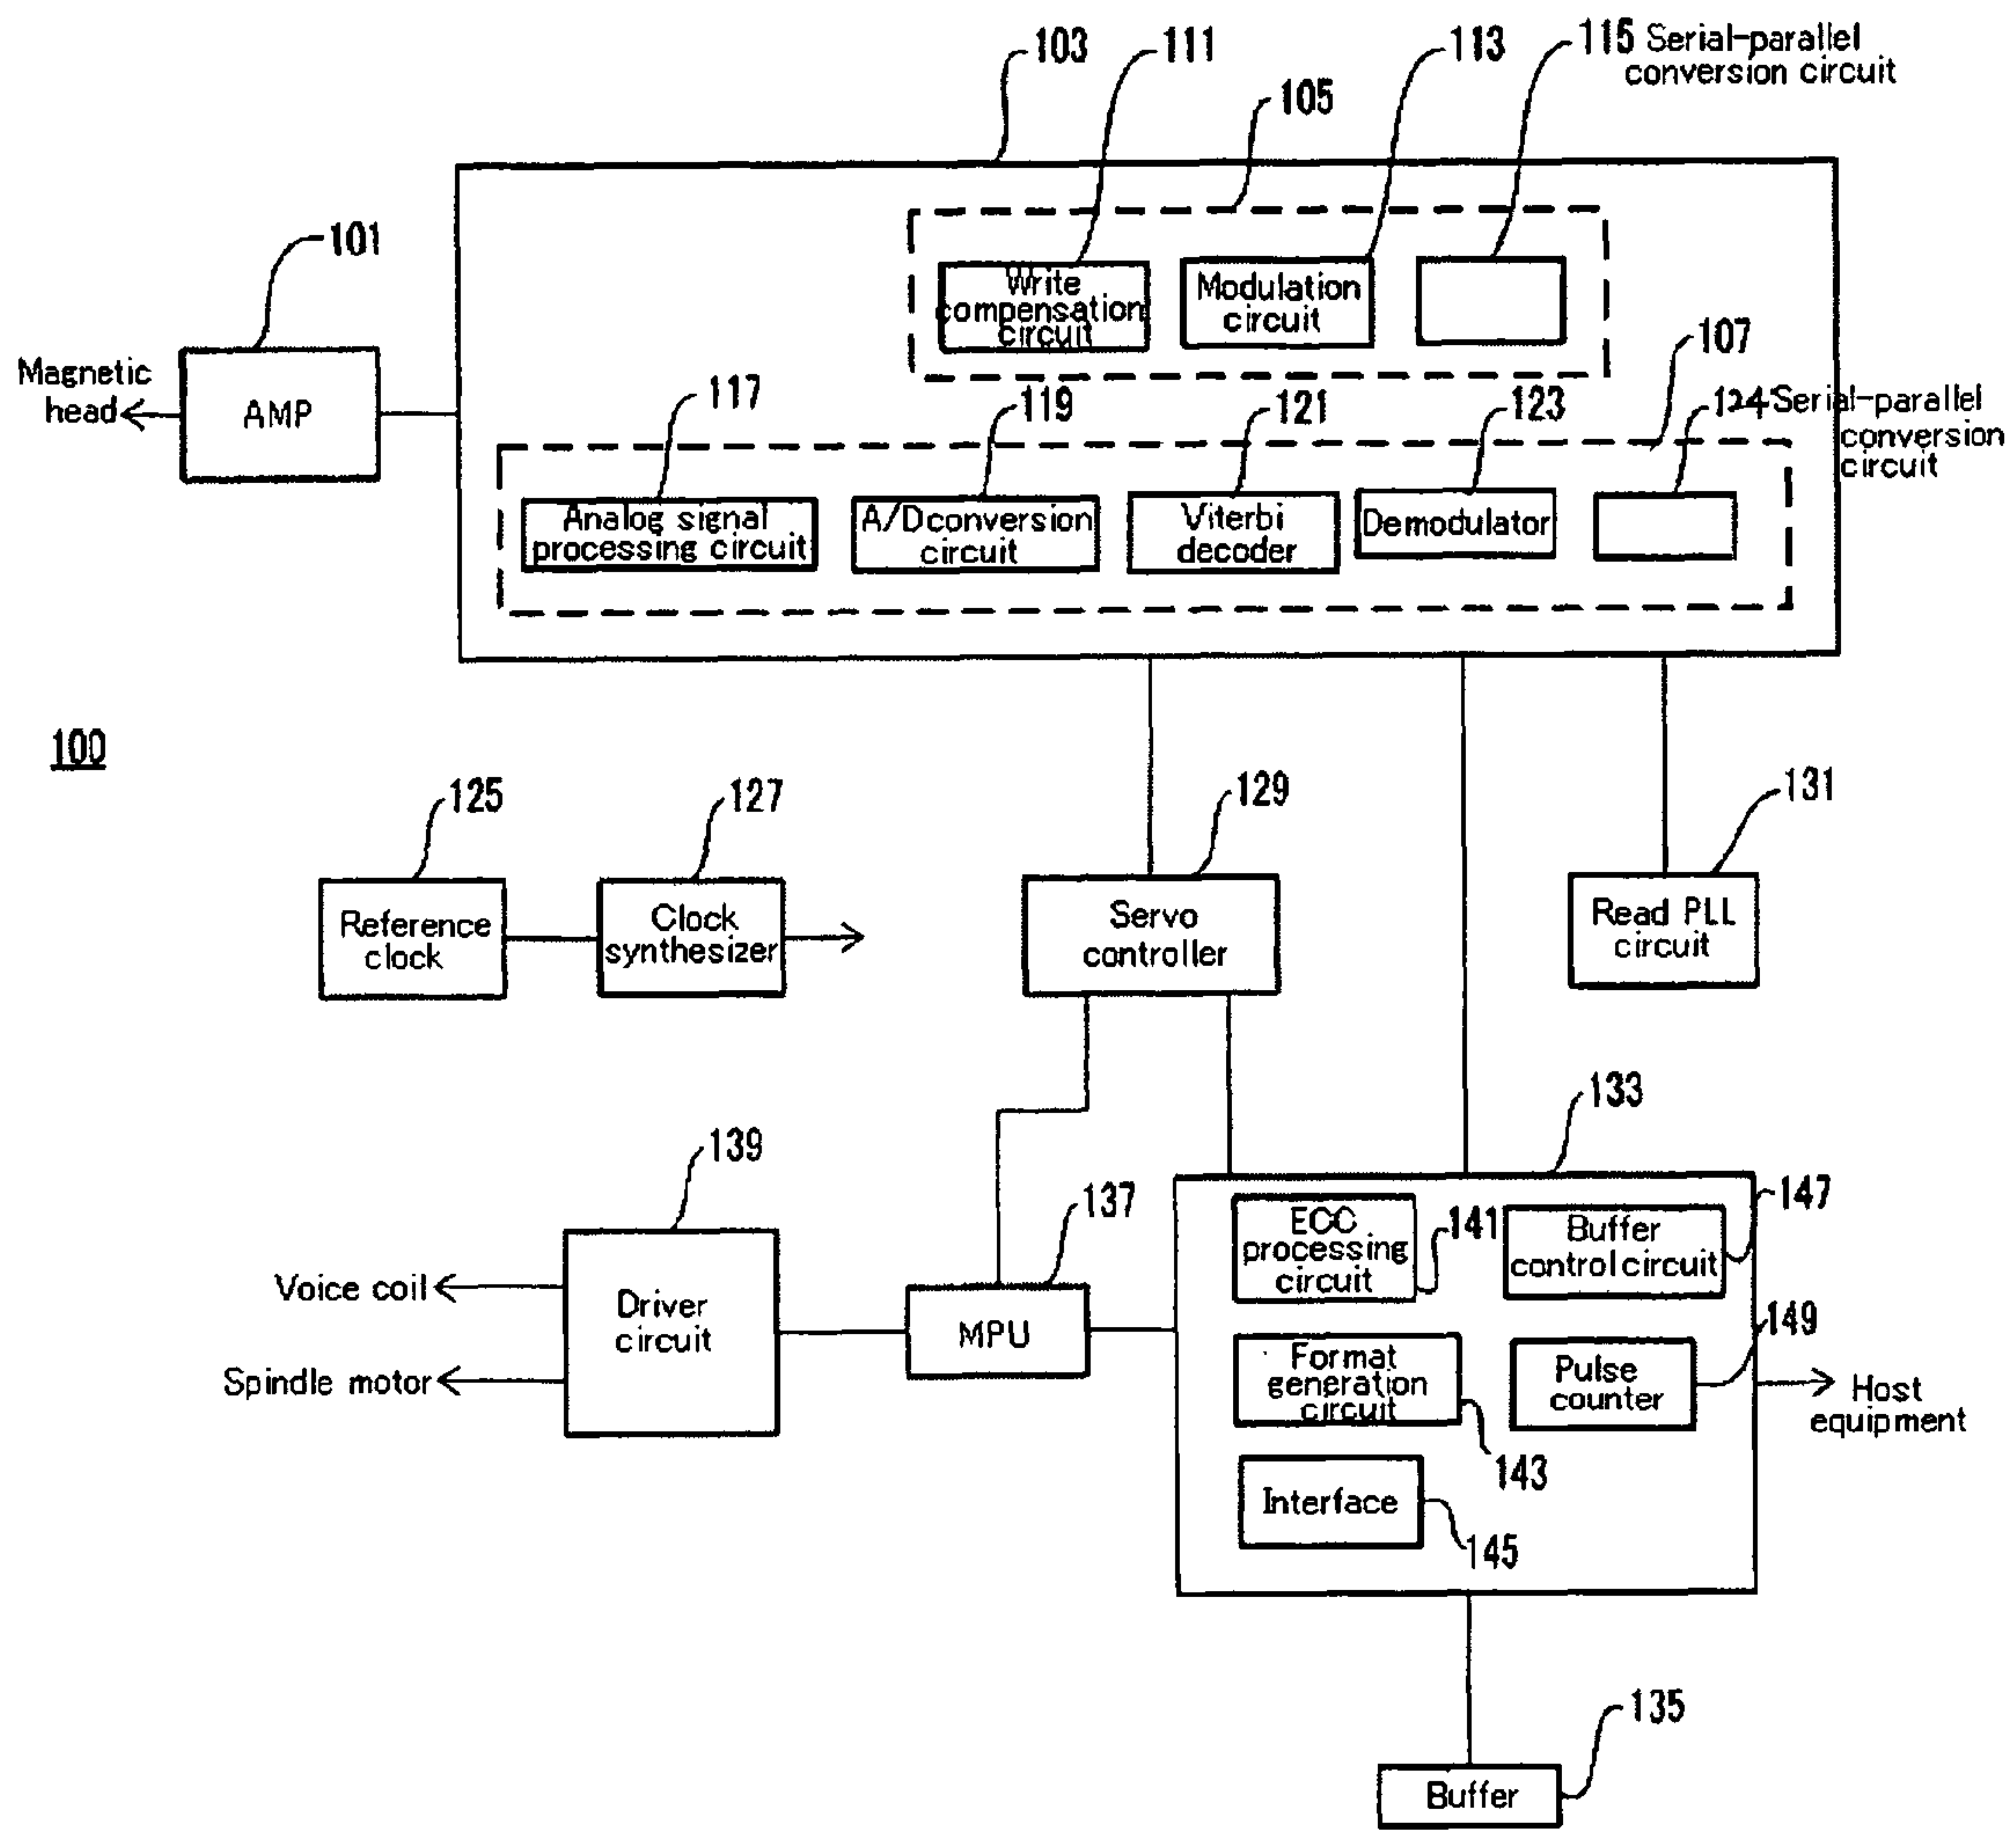 103
111
113
115 Serial-parallel
conversion circuit
105
101
Write
compensation
circuit
Modulation
circuit
107
Magnetic
head
AMP
117
119
121
123
124 Serial-parallel
conversion
circuit
Analog signal
processing circuit
A/D conversion
circuit
Viterbi
decoder
Demodulator
100
125
127
129
131
Reference
clock
Clock
synthesizer
Servo
controller
Read PLL
circuit
133
139
137
147
ECC
processing
circuit
141
Buffer
control circuit
Voice coil
Driver
circuit
MPU
149
Spindle motor
Format
generation
circuit
Pulse
counter
Host
equipment
143
Interface
145
135
Buffer